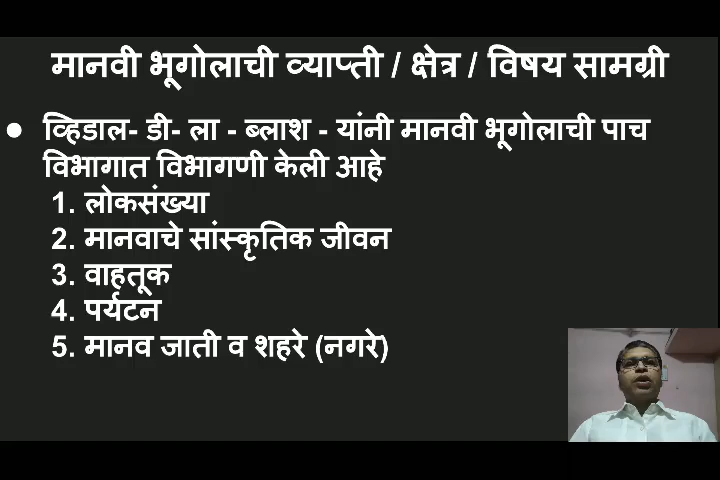 मानवी भूगोलाची व्याप्ती / क्षेत्र / विषय सामग्री
● व्हिडाल- डी- ला - ब्लाश - यांनी मानवी भूगोलाची पाच
विभागात विभागणी केली आहे
1. लोकसंख्या
2. मानवाचे सांस्कृतिक जीवन
3. वाहतूक
4. पर्यटन
5. मानव जाती व शहरे (नगरे)